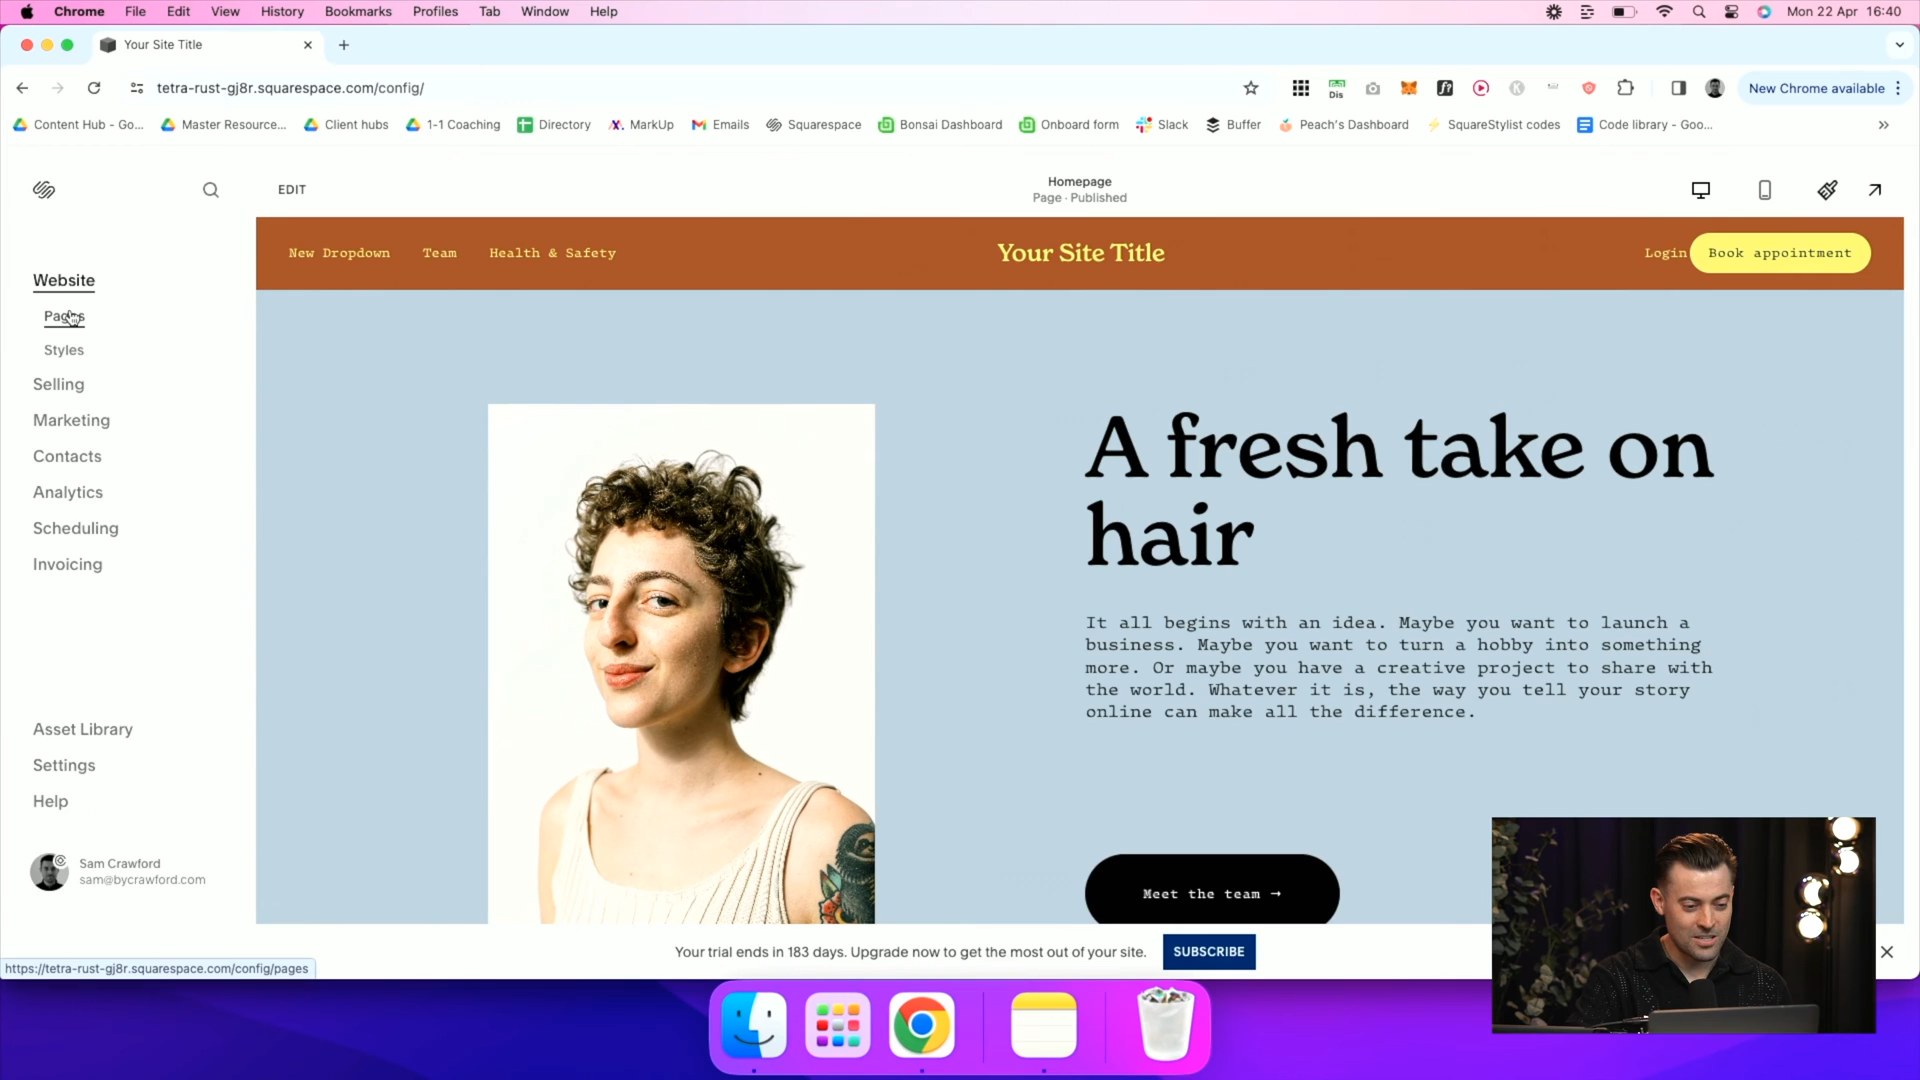 Chrome File Edit View History Bookmarks Profiles Tab Window Help
Mon 22 Apr 16:40
Your Site Title
tetra-rust-gj8r.squarespace.com/config/
Dis
New Chrome available
Content Hub - Go...
Master Resource...
Client hubs
1-1 Coaching
Directory
MarkUp
Emails
Squarespace
Bonsai Dashboard
Onboard form
Slack
Buffer
Peach's Dashboard
SquareStylist codes
Code library - Goo...
EDIT
Homepage
Page · Published
Website
Pages
Styles
Selling
Marketing
Contacts
Analytics
Scheduling
Invoicing
Asset Library
Settings
Help
Sam Crawford
sam@bycrawford.com
New Dropdown
Team
Health & Safety
Your Site Title
Login
Book appointment
A fresh take on
hair
It all begins with an idea. Maybe you want to launch a
business. Maybe you want to turn a hobby into something
more. Or maybe you have a creative project to share with
the world. Whatever it is, the way you tell your story
online can make all the difference.
Meet the team →
Your trial ends in 183 days. Upgrade now to get the most out of your site.
SUBSCRIBE
https://tetra-rust-gj8r.squarespace.com/config/pages